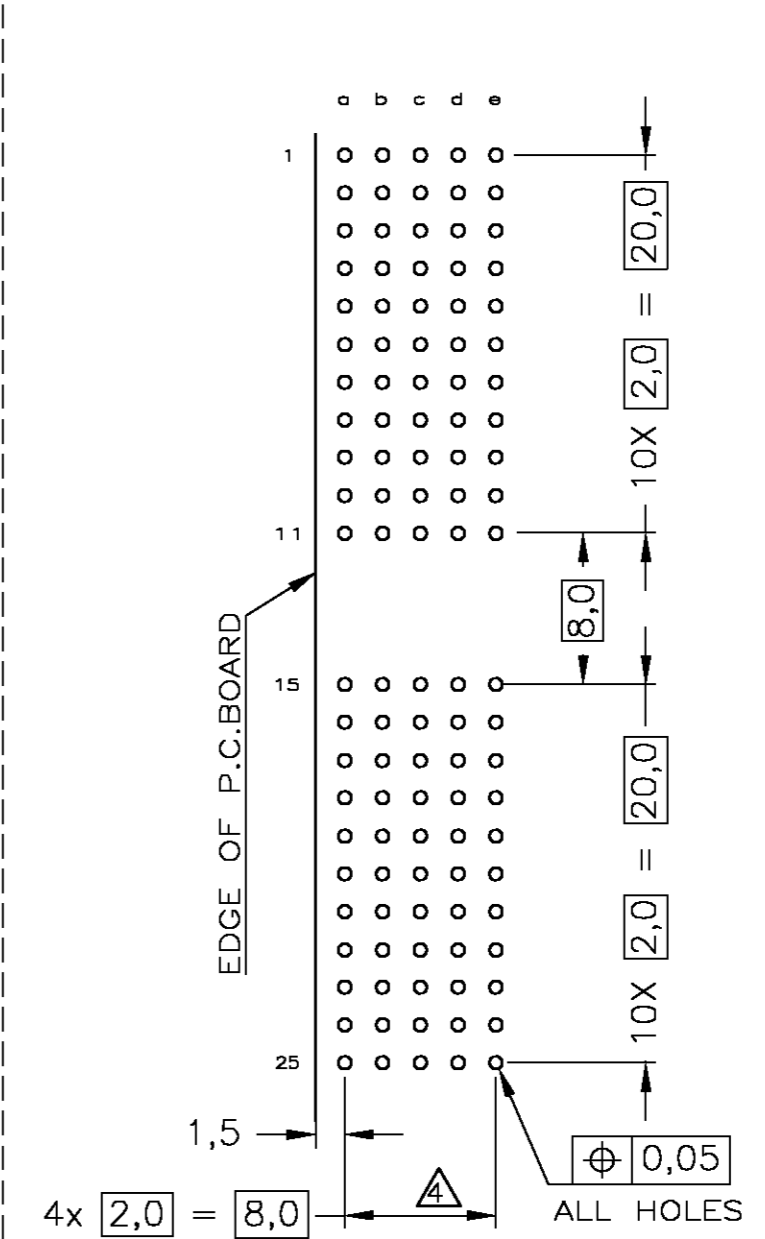 a b c d e
1
10X 2,0 = 20,0
11
8,0
EDGE OF P.C.BOARD
15
10X 2,0 = 20,0
25
1,5
⌖ 0,05
ALL HOLES
4x 2,0 = 8,0
4